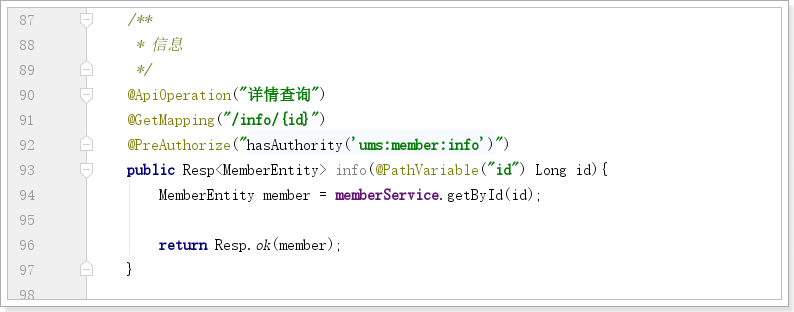 87 /**
88 * 信息
89 */
90 @ApiOperation("详情查询")
91 @GetMapping("/info/{id}")
92 @PreAuthorize("hasAuthority('ums:member:info')")
93 public Resp<MemberEntity> info(@PathVariable("id") Long id){
94 MemberEntity member = memberService.getById(id);
95
96 return Resp.ok(member);
97 }
98